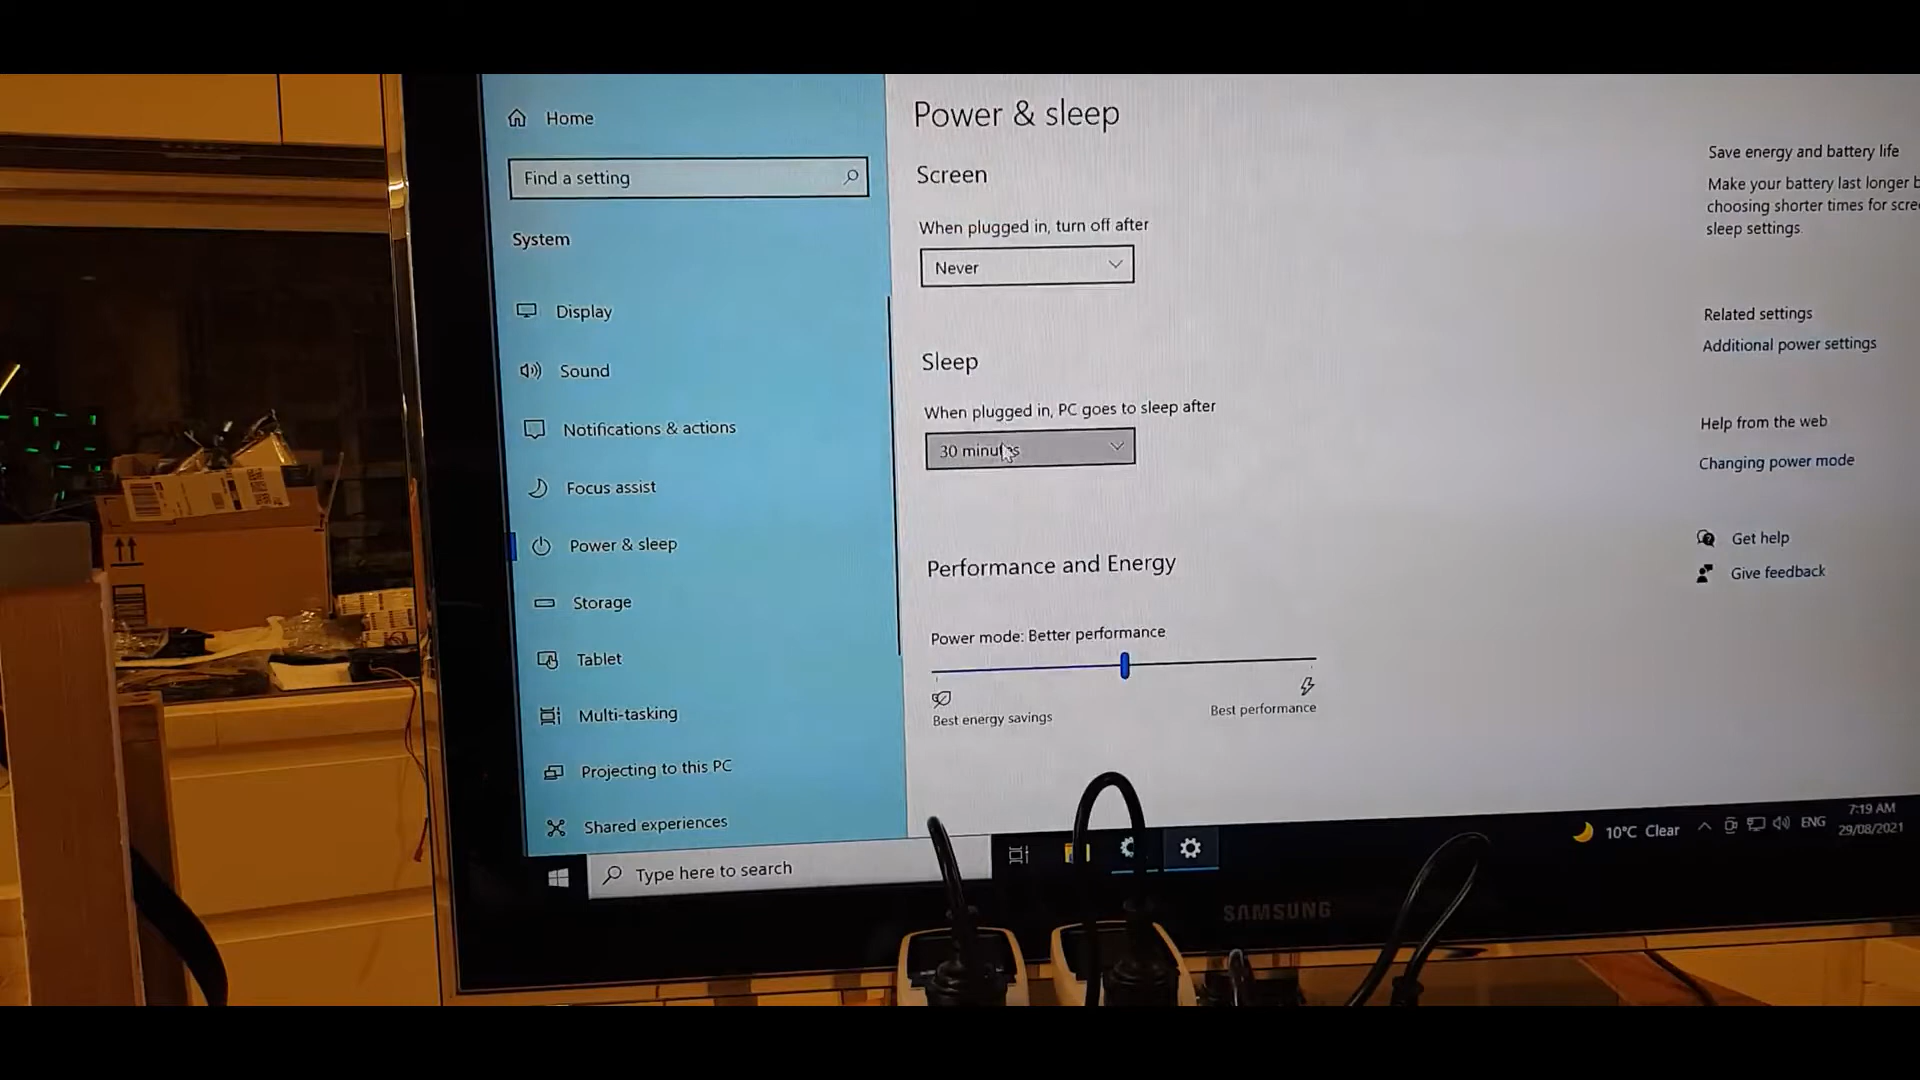 Home
Find a setting
System
Display
Sound
Notifications & actions
Focus assist
Power & sleep
Storage
Tablet
Multi-tasking
Projecting to this PC
Shared experiences
Power & sleep
Screen
When plugged in, turn off after
Never
Sleep
When plugged in, PC goes to sleep after
30 minutes
Performance and Energy
Power mode: Better performance
Best energy savings
Best performance
Save energy and battery life
Make your battery last longer
choosing shorter times for
sleep settings.
Related settings
Additional power settings
Help from the web
Changing power mode
Get help
Give feedback
Type here to search
10°C Clear
ENG
7:19 AM
29/08/2021
SAMSUNG